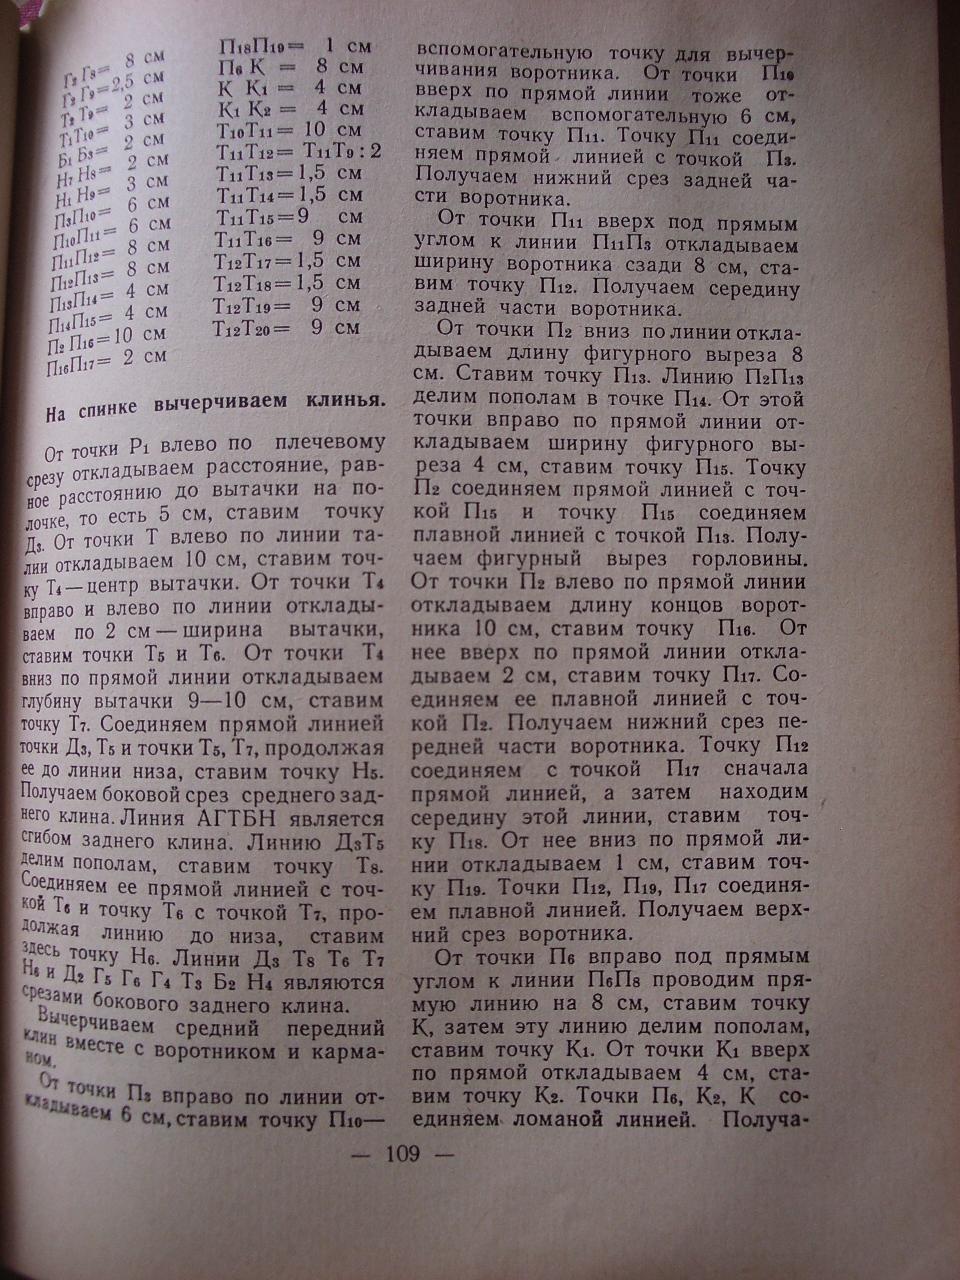 Г₂ Г₈= 8 см
Г₂ Г₉=2,5 см
Т₂ Т₉= 2 см
Т₁Т₁₀= 3 см
Б₁ Б₃= 2 см
Н₇ Н₈= 2 см
Н₁ Н₉= 3 см
П₃П₁₀= 6 см
П₁₀П₁₁= 6 см
П₁₁П₁₂= 8 см
П₁₂П₁₃= 8 см
П₁₃П₁₄= 4 см
П₁₄П₁₅= 4 см
П₂ П₁₆=10 см
П₁₆П₁₇= 2 см
П₁₈П₁₉= 1 см
П₆ К = 8 см
К К₁ = 4 см
К₁ К₂ = 4 см
Т₁₀Т₁₁= 10 см
Т₁₁Т₁₂= Т₁₁Т₉ : 2
Т₁₁Т₁₃=1,5 см
Т₁₁Т₁₄=1,5 см
Т₁₁Т₁₅=9 см
Т₁₁Т₁₆= 9 см
Т₁₂Т₁₇=1,5 см
Т₁₂Т₁₈=1,5 см
Т₁₂Т₁₉= 9 см
Т₁₂Т₂₀= 9 см
На спинке вычерчиваем клинья.
От точки Р₁ влево по плечевому
срезу откладываем расстояние, рав-
ное расстоянию до вытачки на по-
лочке, то есть 5 см, ставим точку
Д₃. От точки Т влево по линии та-
лии откладываем 10 см, ставим точ-
ку Т₄ — центр вытачки. От точки Т₄
вправо и влево по линии отклады-
ваем по 2 см — ширина вытачки,
ставим точки Т₅ и Т₆. От точки Т₄
вниз по прямой линии откладываем
глубину вытачки 9—10 см, ставим
точку Т₇. Соединяем прямой линией
точки Д₃, Т₅ и точки Т₅, Т₇, продолжая
ее до линии низа, ставим точку Н₅.
Получаем боковой срез среднего зад-
него клина. Линия АГТБН является
сгибом заднего клина. Линию Д₃Т₅
делим пополам, ставим точку Т₈.
Соединяем ее прямой линией с точ-
кой Т₆ и точку Т₆ с точкой Т₇, про-
должая линию до низа, ставим
здесь точку Н₆. Линии Д₃ Т₈ Т₆ Т₇
Н₆ и Д₂ Г₅ Г₆ Г₄ Т₃ Б₂ Н₄ являются
срезами бокового заднего клина.
Вычерчиваем средний передний
клин вместе с воротником и карма-
ном.
От точки П₃ вправо по линии от-
кладываем 6 см, ставим точку П₁₀—
вспомогательную точку для вычер-
чивания воротника. От точки П₁₀
вверх по прямой линии тоже от-
кладываем вспомогательную 6 см,
ставим точку П₁₁. Точку П₁₁ соеди-
няем прямой линией с точкой П₃.
Получаем нижний срез задней ча-
сти воротника.
От точки П₁₁ вверх под прямым
углом к линии П₁₁П₃ откладываем
ширину воротника сзади 8 см, ста-
вим точку П₁₂. Получаем середину
задней части воротника.
От точки П₂ вниз по линии откла-
дываем длину фигурного выреза 8
см. Ставим точку П₁₃. Линию П₂П₁₃
делим пополам в точке П₁₄. От этой
точки вправо по прямой линии от-
кладываем ширину фигурного вы-
реза 4 см, ставим точку П₁₅. Точку
П₂ соединяем прямой линией с точ-
кой П₁₅ и точку П₁₅ соединяем
плавной линией с точкой П₁₃. Полу-
чаем фигурный вырез горловины.
От точки П₂ влево по прямой линии
откладываем длину концов ворот-
ника 10 см, ставим точку П₁₆. От
нее вверх по прямой линии откла-
дываем 2 см, ставим точку П₁₇. Со-
единяем ее плавной линией с точ-
кой П₂. Получаем нижний срез пе-
редней части воротника. Точку П₁₂
соединяем с точкой П₁₇ сначала
прямой линией, а затем находим
середину этой линии, ставим точ-
ку П₁₈. От нее вниз по прямой ли-
нии откладываем 1 см, ставим точ-
ку П₁₉. Точки П₁₂, П₁₉, П₁₇ соединя-
ем плавной линией. Получаем верх-
ний срез воротника.
От точки П₆ вправо под прямым
углом к линии П₆П₈ проводим пря-
мую линию на 8 см, ставим точку
К, затем эту линию делим пополам,
ставим точку К₁. От точки К₁ вверх
по прямой откладываем 4 см, ста-
вим точку К₂. Точки П₆, К₂, К со-
единяем ломаной линией. Получа-
— 109 —